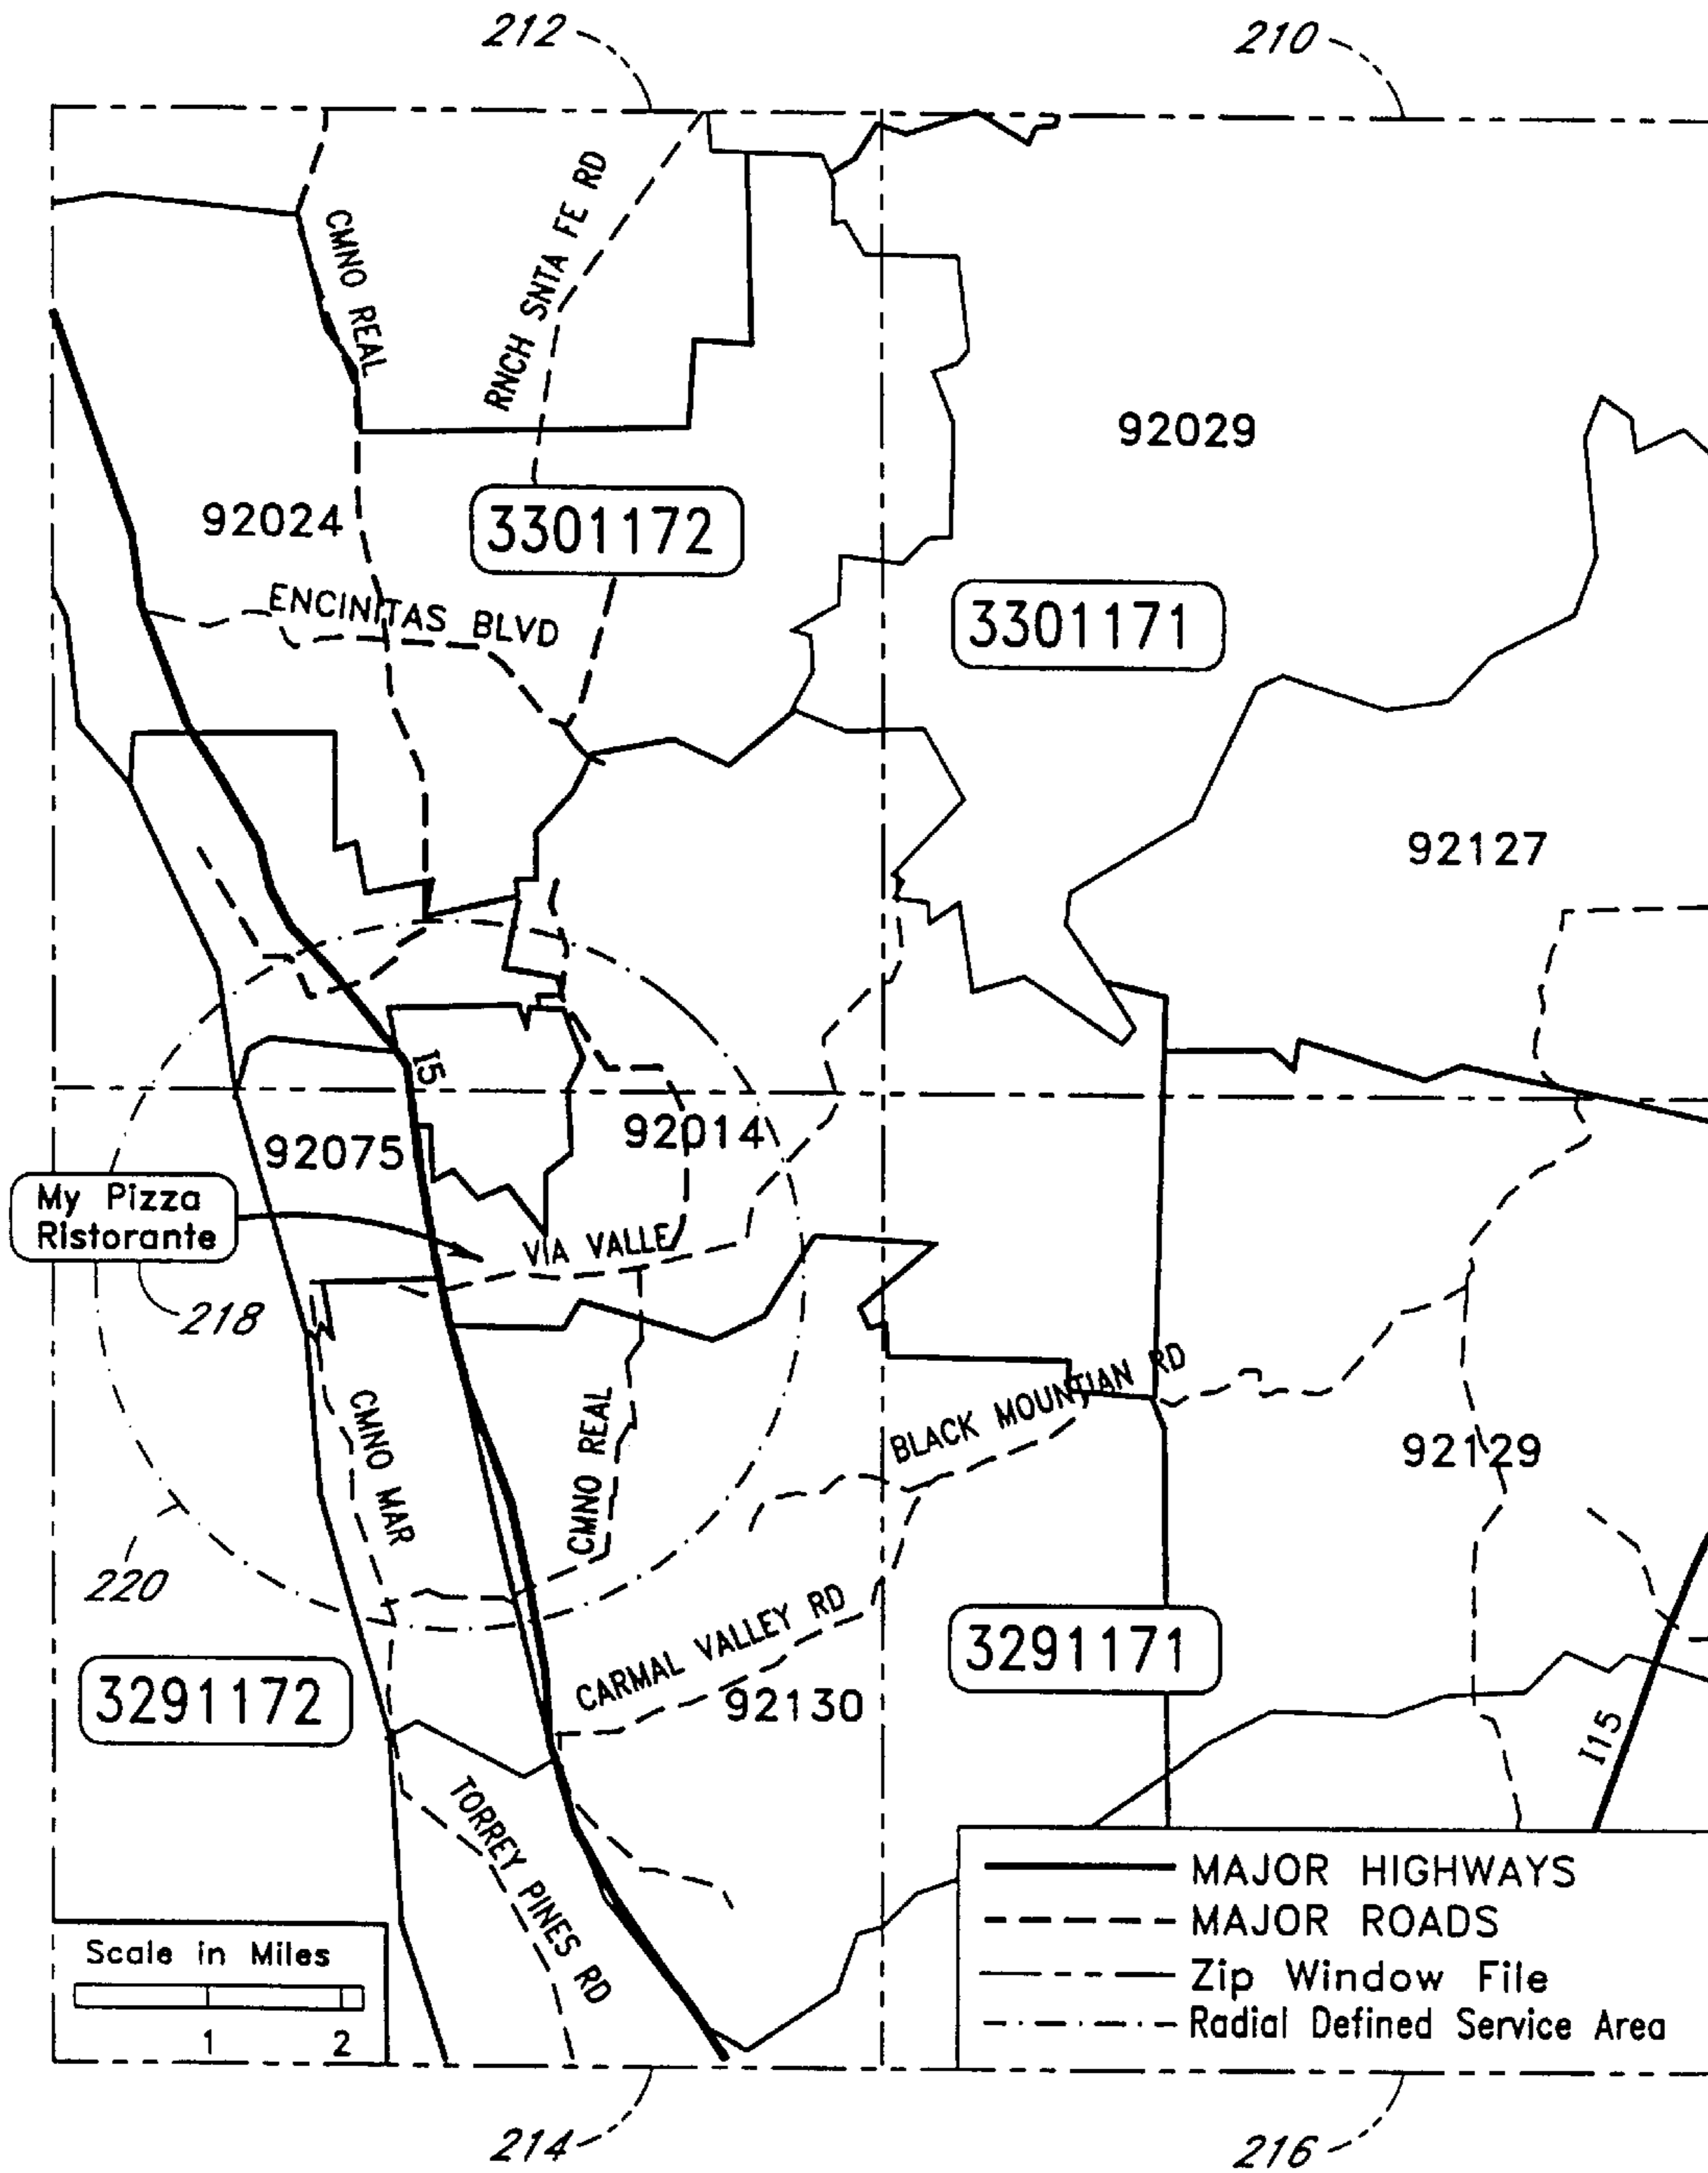 212
210
CMNO REAL
RNCH SNTA FE RD
92029
92024
3301172
ENCINITAS BLVD
3301171
92127
I5
92014
92075
My Pizza
Ristorante
VIA VALLE
218
BLACK MOUNTIAN RD
CMNO MAR
CMNO REAL
92129
220
CARMAL VALLEY RD
3291171
3291172
92130
I15
TORREY PINES RD
MAJOR HIGHWAYS
MAJOR ROADS
Zip Window File
Radial Defined Service Area
Scale in Miles
1 2
214
216